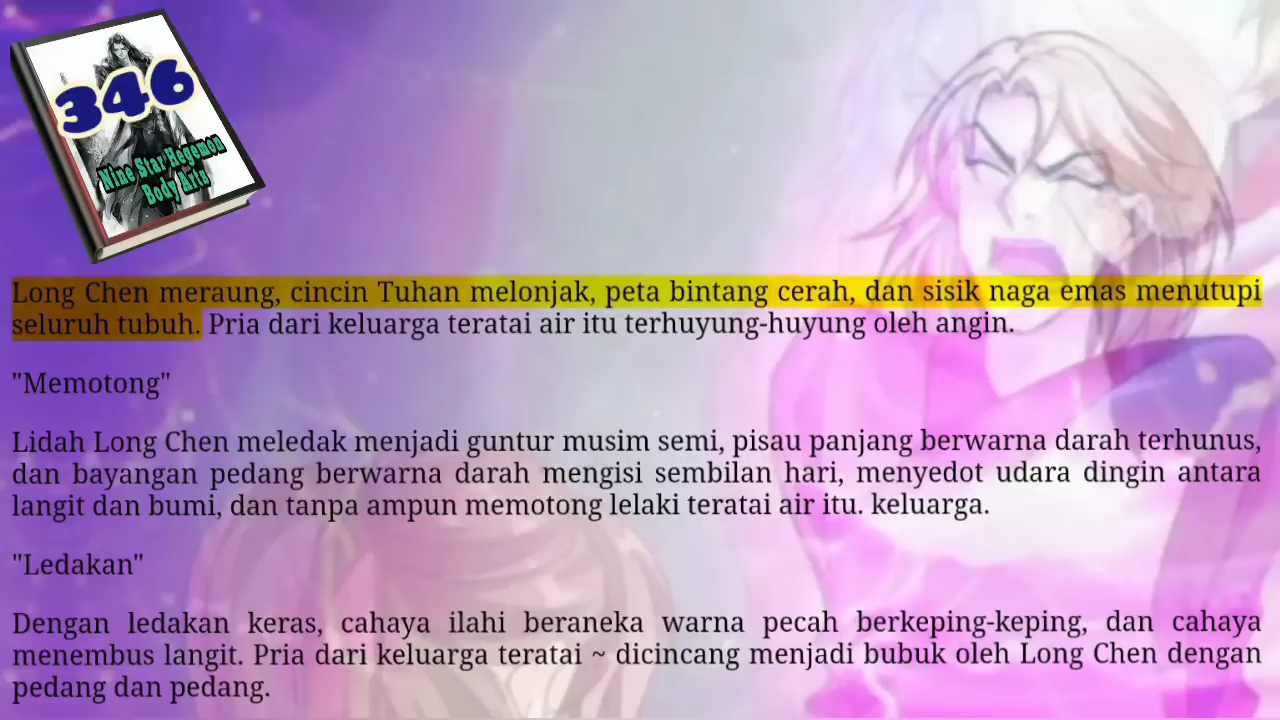 346
Nine Star Hegemon
Body Arts
Long Chen meraung, cincin Tuhan melonjak, peta bintang cerah, dan sisik naga emas menutupi
seluruh tubuh. Pria dari keluarga teratai air itu terhuyung-huyung oleh angin.
"Memotong"
Lidah Long Chen meledak menjadi guntur musim semi, pisau panjang berwarna darah terhunus,
dan bayangan pedang berwarna darah mengisi sembilan hari, menyedot udara dingin antara
langit dan bumi, dan tanpa ampun memotong lelaki teratai air itu. keluarga.
"Ledakan"
Dengan ledakan keras, cahaya ilahi beraneka warna pecah berkeping-keping, dan cahaya
menembus langit. Pria dari keluarga teratai ~ dicincang menjadi bubuk oleh Long Chen dengan
pedang dan pedang.